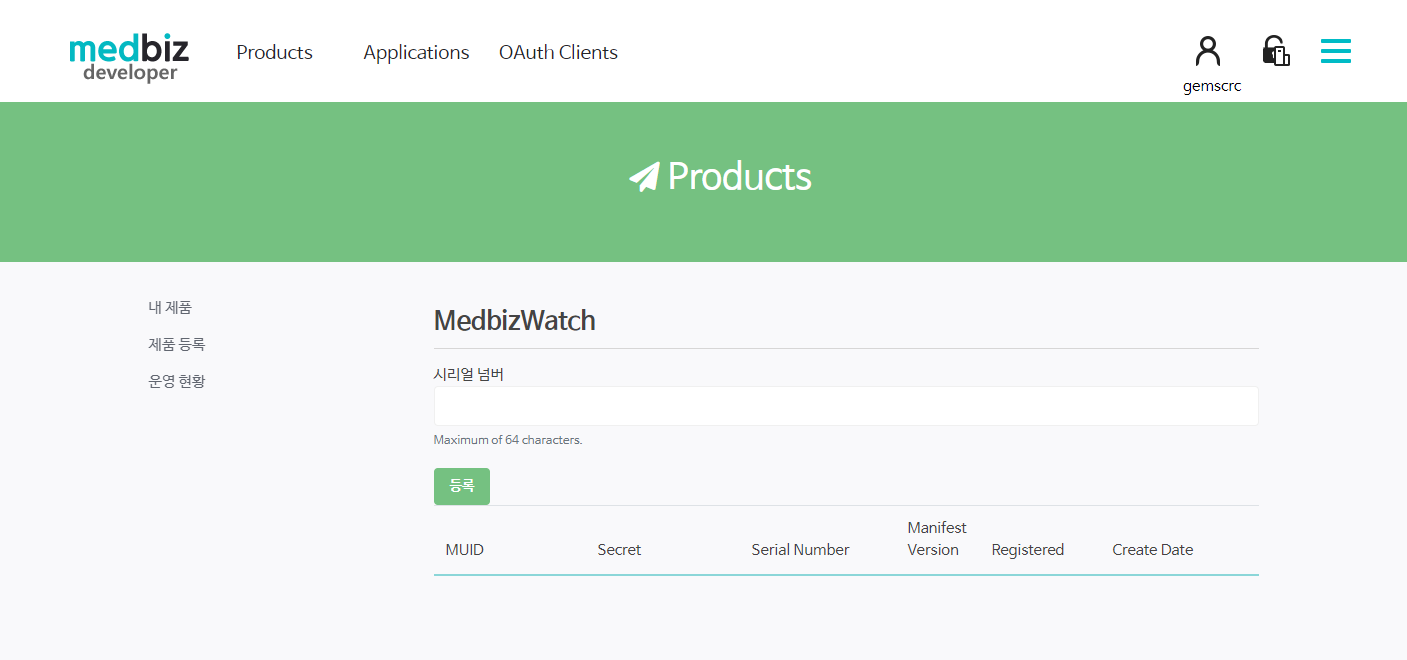 medbiz
developer
Products
Applications
OAuth Clients
gemscrc
Products
내 제품
제품 등록
운영 현황
MedbizWatch
시리얼 넘버
Maximum of 64 characters.
등록
MUID
Secret
Serial Number
Manifest
Version
Registered
Create Date